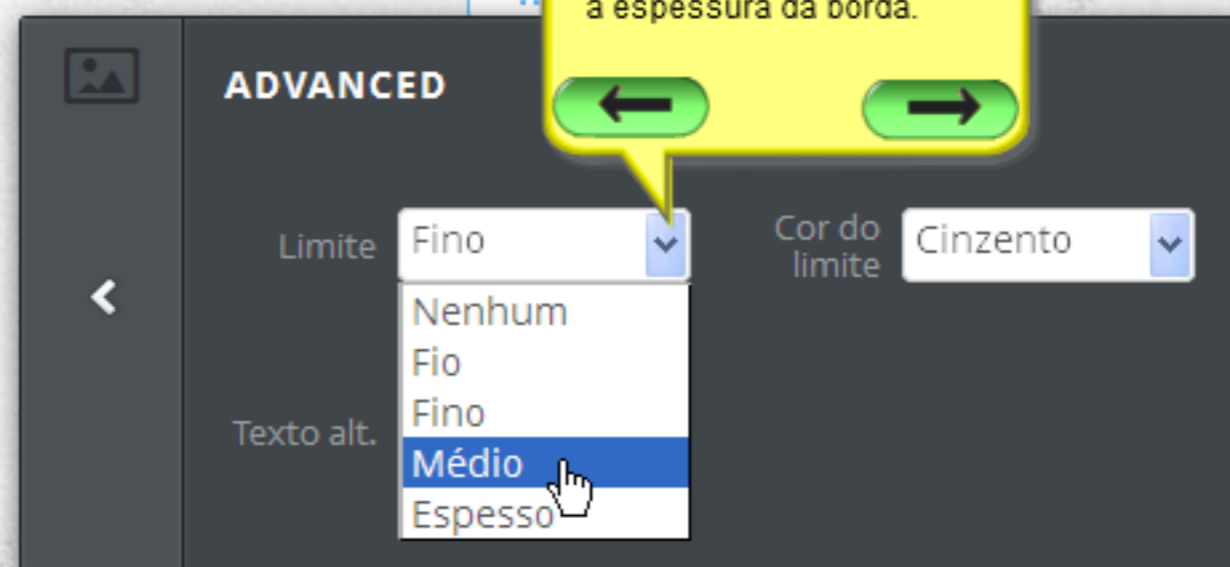 a espessura da borda.
ADVANCED
Limite
Fino
Cor do
limite
Cinzento
Nenhum
Fio
Fino
Médio
Espesso
Texto alt.